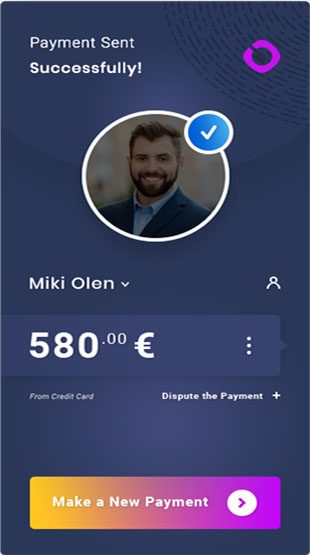 Payment Sent
Successfully!
Miki Olen
580.00 €
From Credit Card
Dispute the Payment +
Make a New Payment